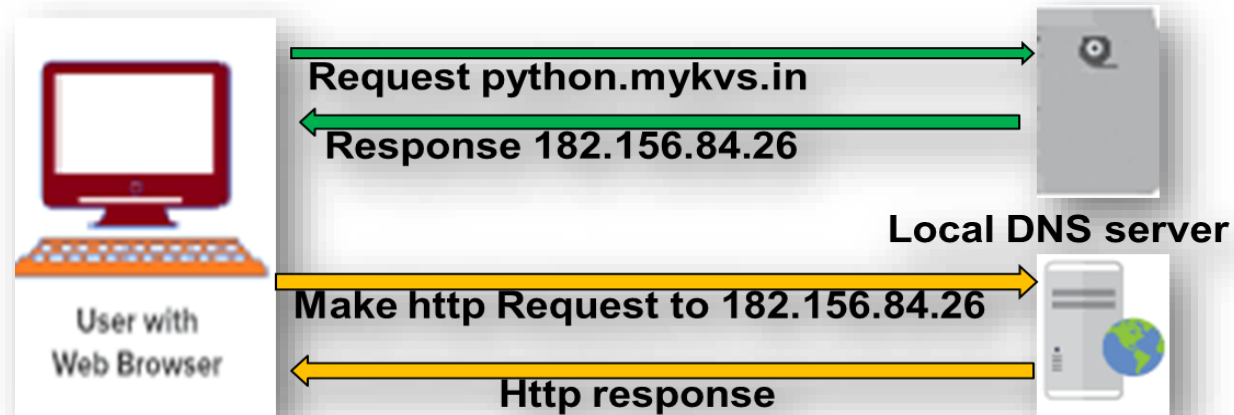 Request python.mykvs.in
Response 182.156.84.26
Local DNS server
Make http Request to 182.156.84.26
User with
Web Browser
Http response